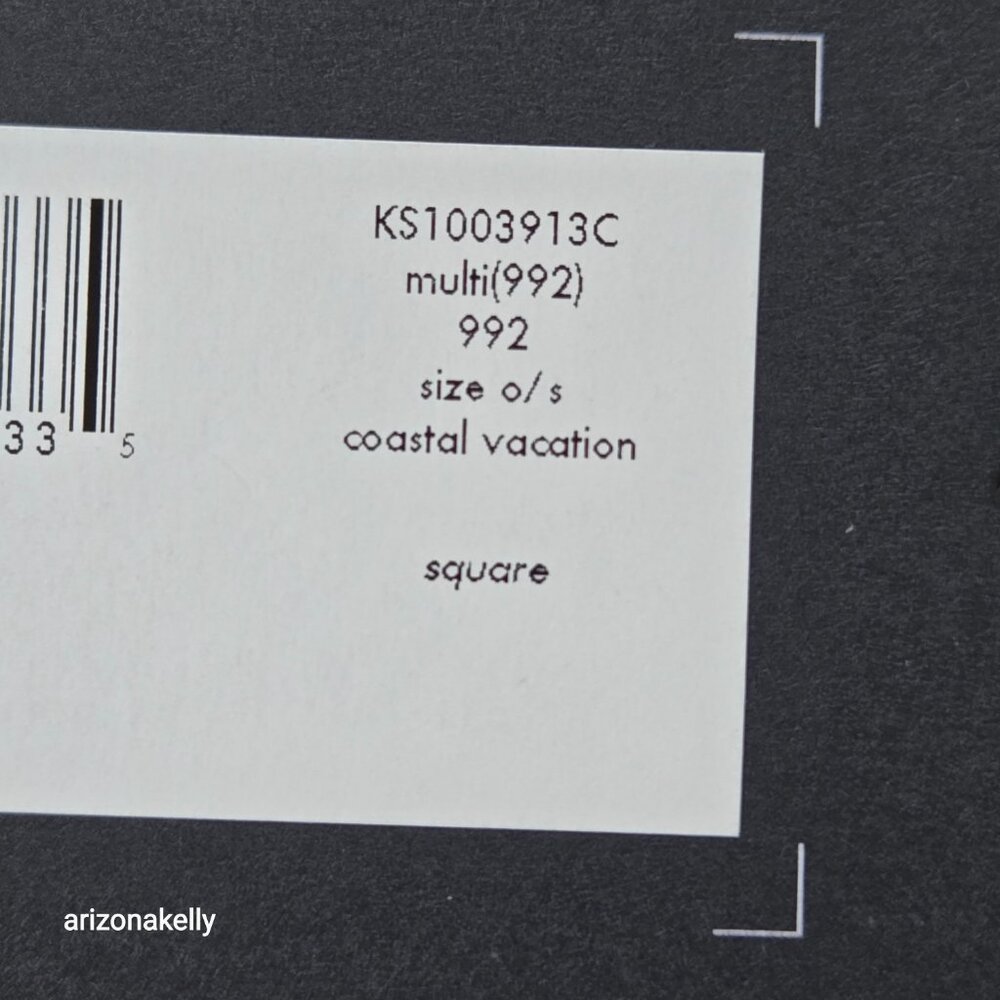 KS1003913C
multi(992)
992
size o/s
coastal vacation
33 5
square
arizonakelly